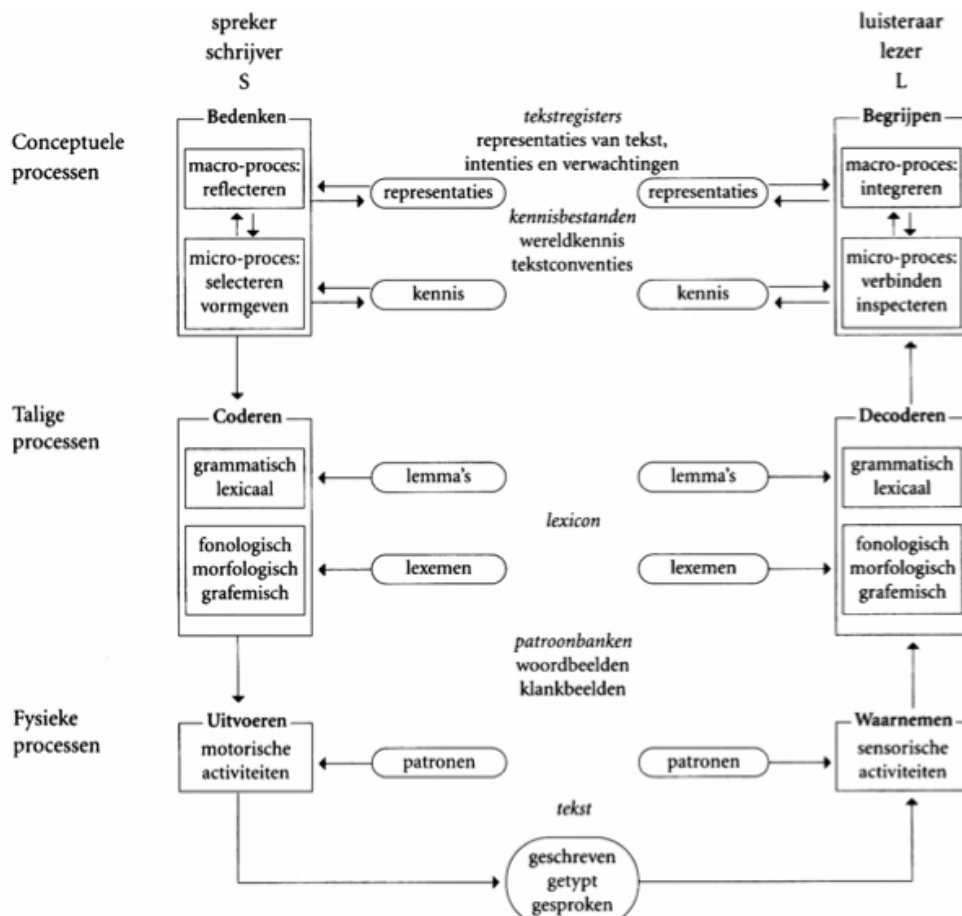 spreker
schrijver
S
luisteraar
lezer
L
Conceptuele
processen
Bedenken
macro-proces:
reflecteren
micro-proces:
selecteren
vormgeven
tekstregisters
representaties van tekst,
intenties en verwachtingen
representaties
representaties
kennisbestanden
wereldkennis
tekstconventies
kennis
kennis
Begrijpen
macro-proces:
integreren
micro-proces:
verbinden
inspecteren
Talige
processen
Coderen
grammatisch
lexicaal
fonologisch
morfologisch
grafemisch
lemma's
lemma's
lexicon
lexemen
lexemen
Decoderen
grammatisch
lexicaal
fonologisch
morfologisch
grafemisch
patroonbanken
woordbeelden
klankbeelden
Fysieke
processen
Uitvoeren
motorische
activiteiten
patronen
patronen
Waarnemen
sensorische
activiteiten
tekst
geschreven
getypt
gesproken